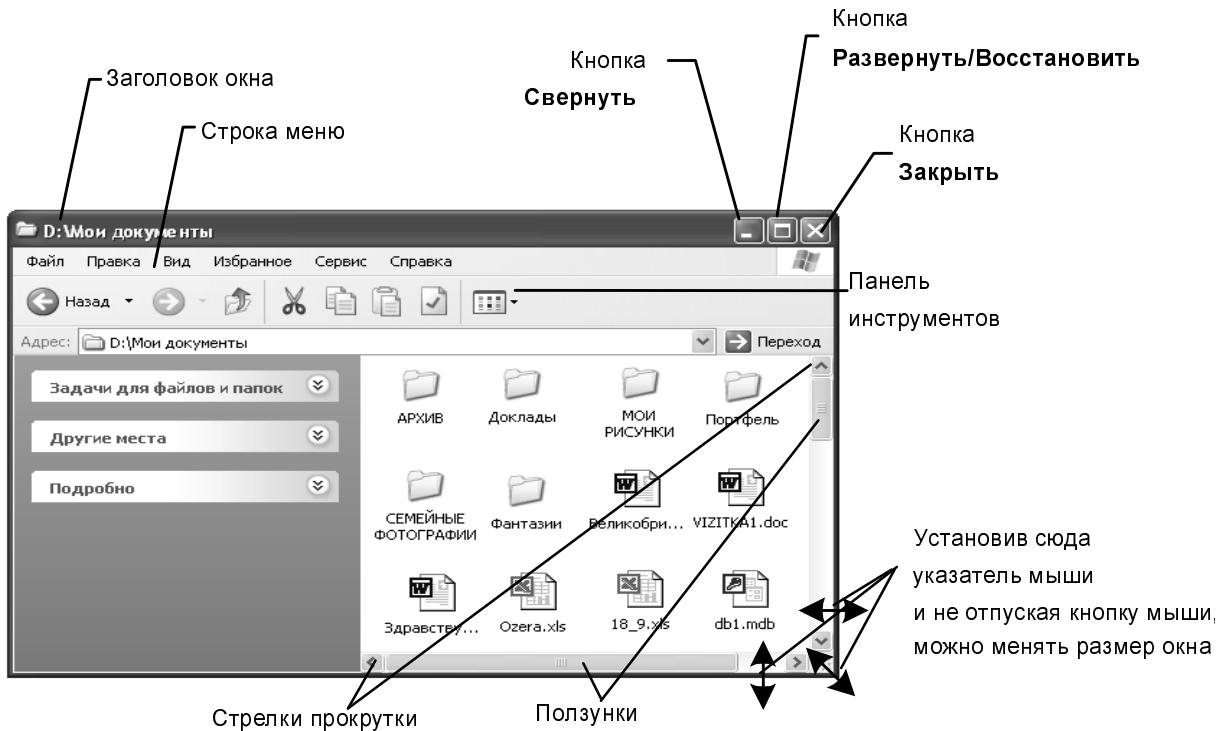 Кнопка
Развернуть/Восстановить
Кнопка
Свернуть
Заголовок окна
Строка меню
Кнопка
Закрыть
D:\Мои документы
Файл Правка Вид Избранное Сервис Справка
Назад
Панель
инструментов
Адрес: D:\Мои документы Переход
Задачи для файлов и папок
Другие места
Подробно
АРХИВ Доклады МОИ РИСУНКИ Портфель
СЕМЕЙНЫЕ ФОТОГРАФИИ Фантазии Великобри... VIZITKA1.doc
Здравству... Ozera.xls 18_9.xls db1.mdb
Установив сюда
указатель мыши
и не отпуская кнопку мыши,
можно менять размер окна
Стрелки прокрутки
Ползунки